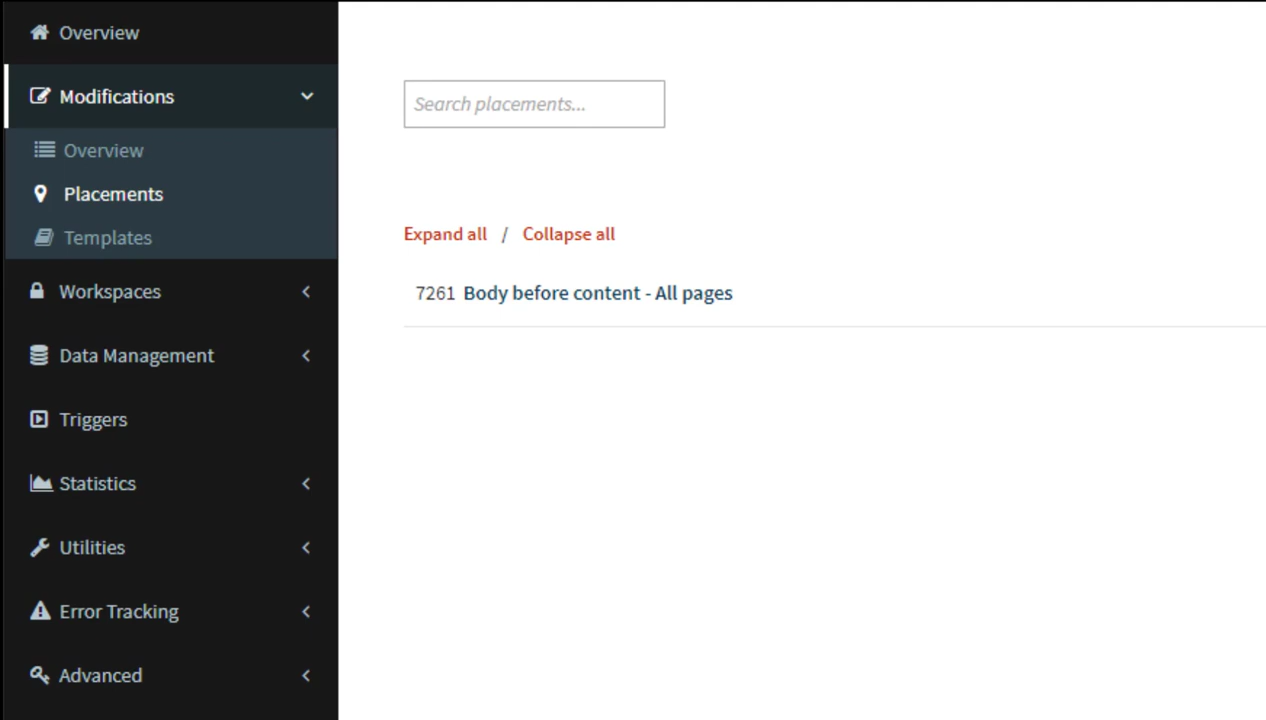 Overview
Modifications
Overview
Placements
Templates
Workspaces
Data Management
Triggers
Statistics
Utilities
Error Tracking
Advanced
Search placements...
Expand all / Collapse all
7261 Body before content - All pages